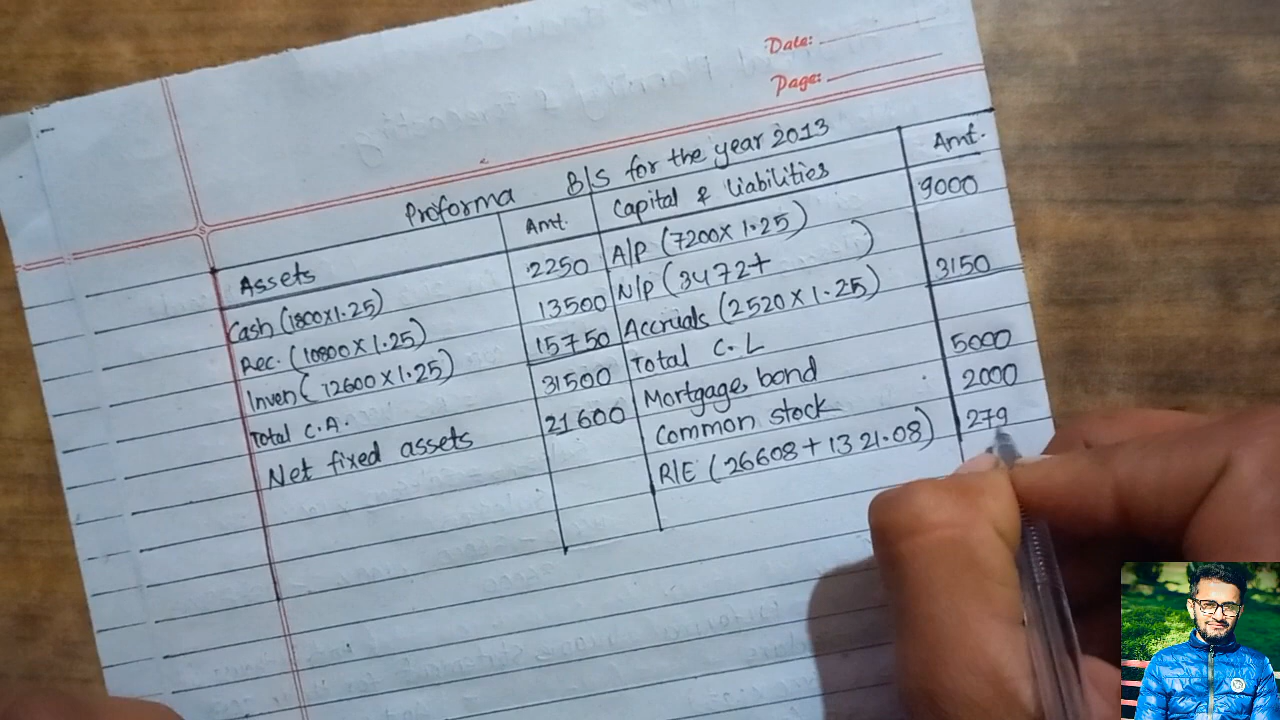 Date:
Page:
Proforma B/S for the year 2013
Assets Amt. Capital & liabilities Amt.
Cash (1800x1.25) 2250 A/P (7200x1.25) 9000
Rec. (10800x1.25) 13500 N/P (3472+ )
Inven( 12600x1.25) 15750 Accruals (2520x1.25) 3150
Total C.A. 31500 Total C.L
Net fixed assets 21600 Mortgage bond 5000
Common stock 2000
R/E (26608+1321.08) 279